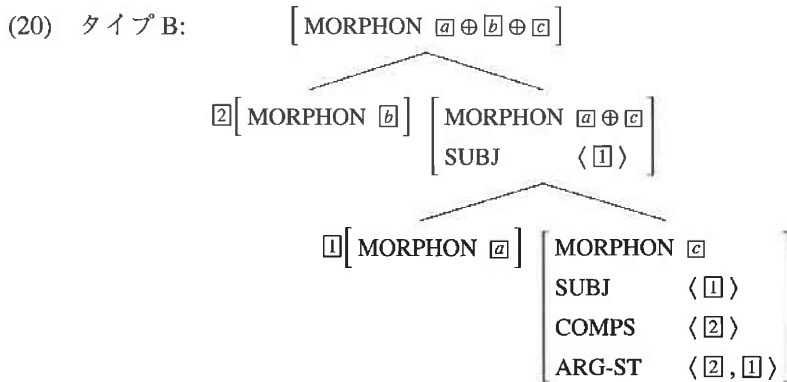 (20) タイプ B: [ MORPHON [a] ⊕ [b] ⊕ [c] ]
[2][ MORPHON [b] ] [ MORPHON [a] ⊕ [c]
SUBJ ⟨ [1] ⟩ ]
[1][ MORPHON [a] ] [ MORPHON [c]
SUBJ ⟨ [1] ⟩
COMPS ⟨ [2] ⟩
ARG-ST ⟨ [2] , [1] ⟩ ]